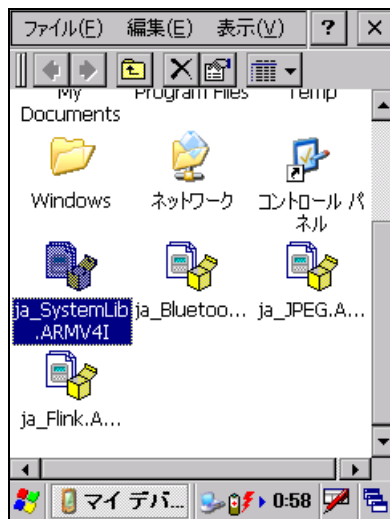 ファイル(F) 編集(E) 表示(V) ? ×
My Documents
Program Files
Temp
Windows
ネットワーク
コントロール パネル
ja_SystemLib.ARMV4I
ja_Bluetoo...
ja_JPEG.A...
ja_Flink.A...
マイ デバ...
0:58